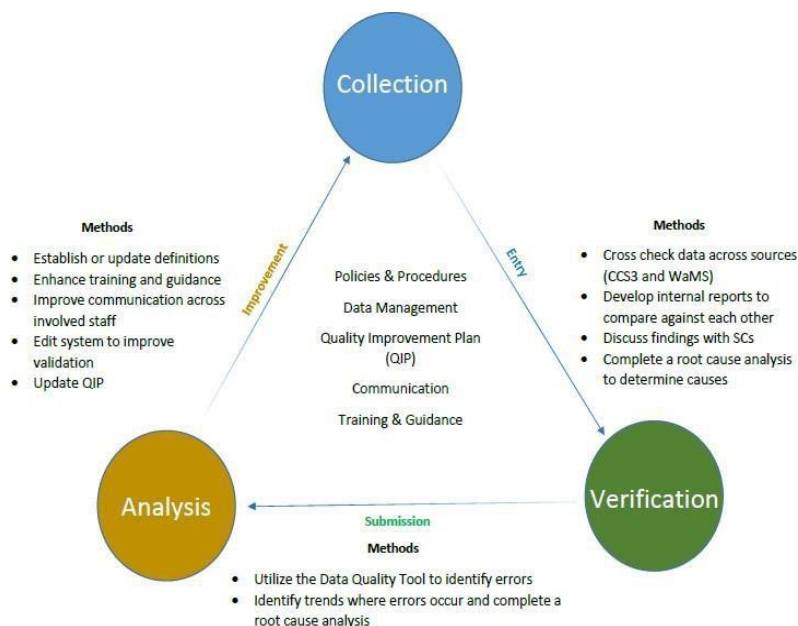 Collection
Methods
• Establish or update definitions
• Enhance training and guidance
• Improve communication across
involved staff
• Edit system to improve
validation
• Update QIP
Improvement
Policies & Procedures
Data Management
Quality Improvement Plan
(QIP)
Communication
Training & Guidance
Entry
Methods
• Cross check data across sources
(CCS3 and WaMS)
• Develop internal reports to
compare against each other
• Discuss findings with SCs
• Complete a root cause analysis
to determine causes
Analysis
Verification
Submission
Methods
• Utilize the Data Quality Tool to identify errors
• Identify trends where errors occur and complete a
root cause analysis